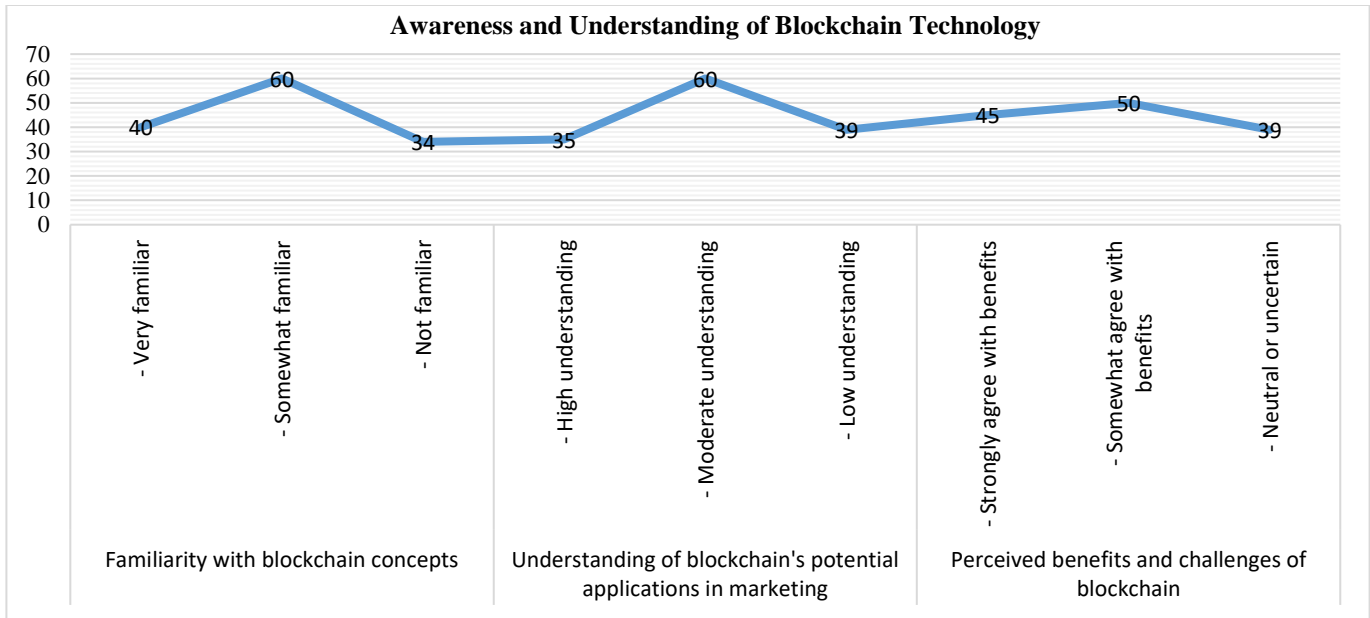 Awareness and Understanding of Blockchain Technology
70
60
50
40
30
20
10
0
40
60
34
35
60
39
45
50
39
- Very familiar
- Somewhat familiar
- Not familiar
- High understanding
- Moderate understanding
- Low understanding
- Strongly agree with benefits
- Somewhat agree with
benefits
- Neutral or uncertain
Familiarity with blockchain concepts
Understanding of blockchain's potential
applications in marketing
Perceived benefits and challenges of
blockchain